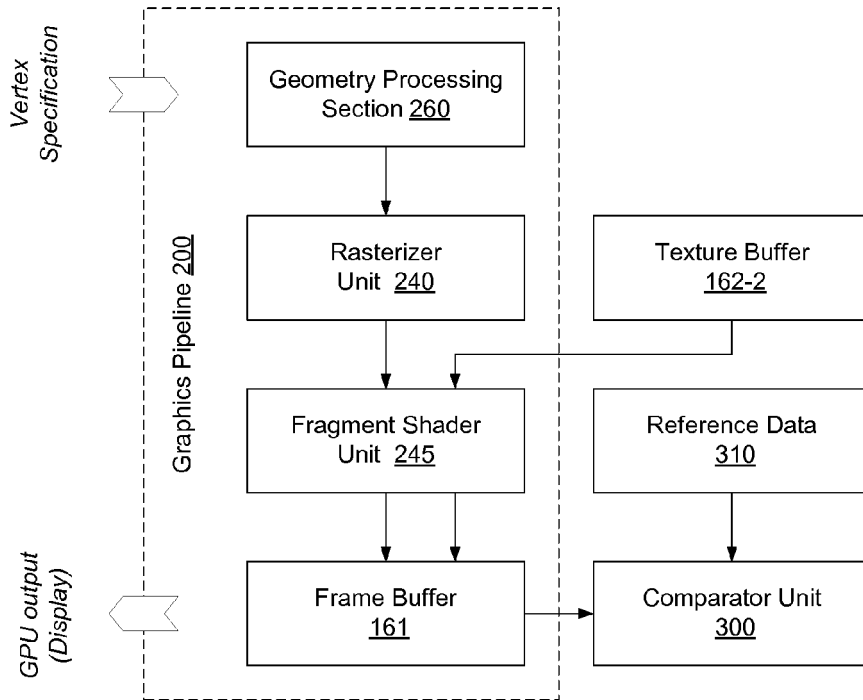 Vertex
Specification
Geometry Processing
Section 260
Graphics Pipeline 200
Rasterizer
Unit 240
Texture Buffer
162-2
Fragment Shader
Unit 245
Reference Data
310
GPU output
(Display)
Frame Buffer
161
Comparator Unit
300